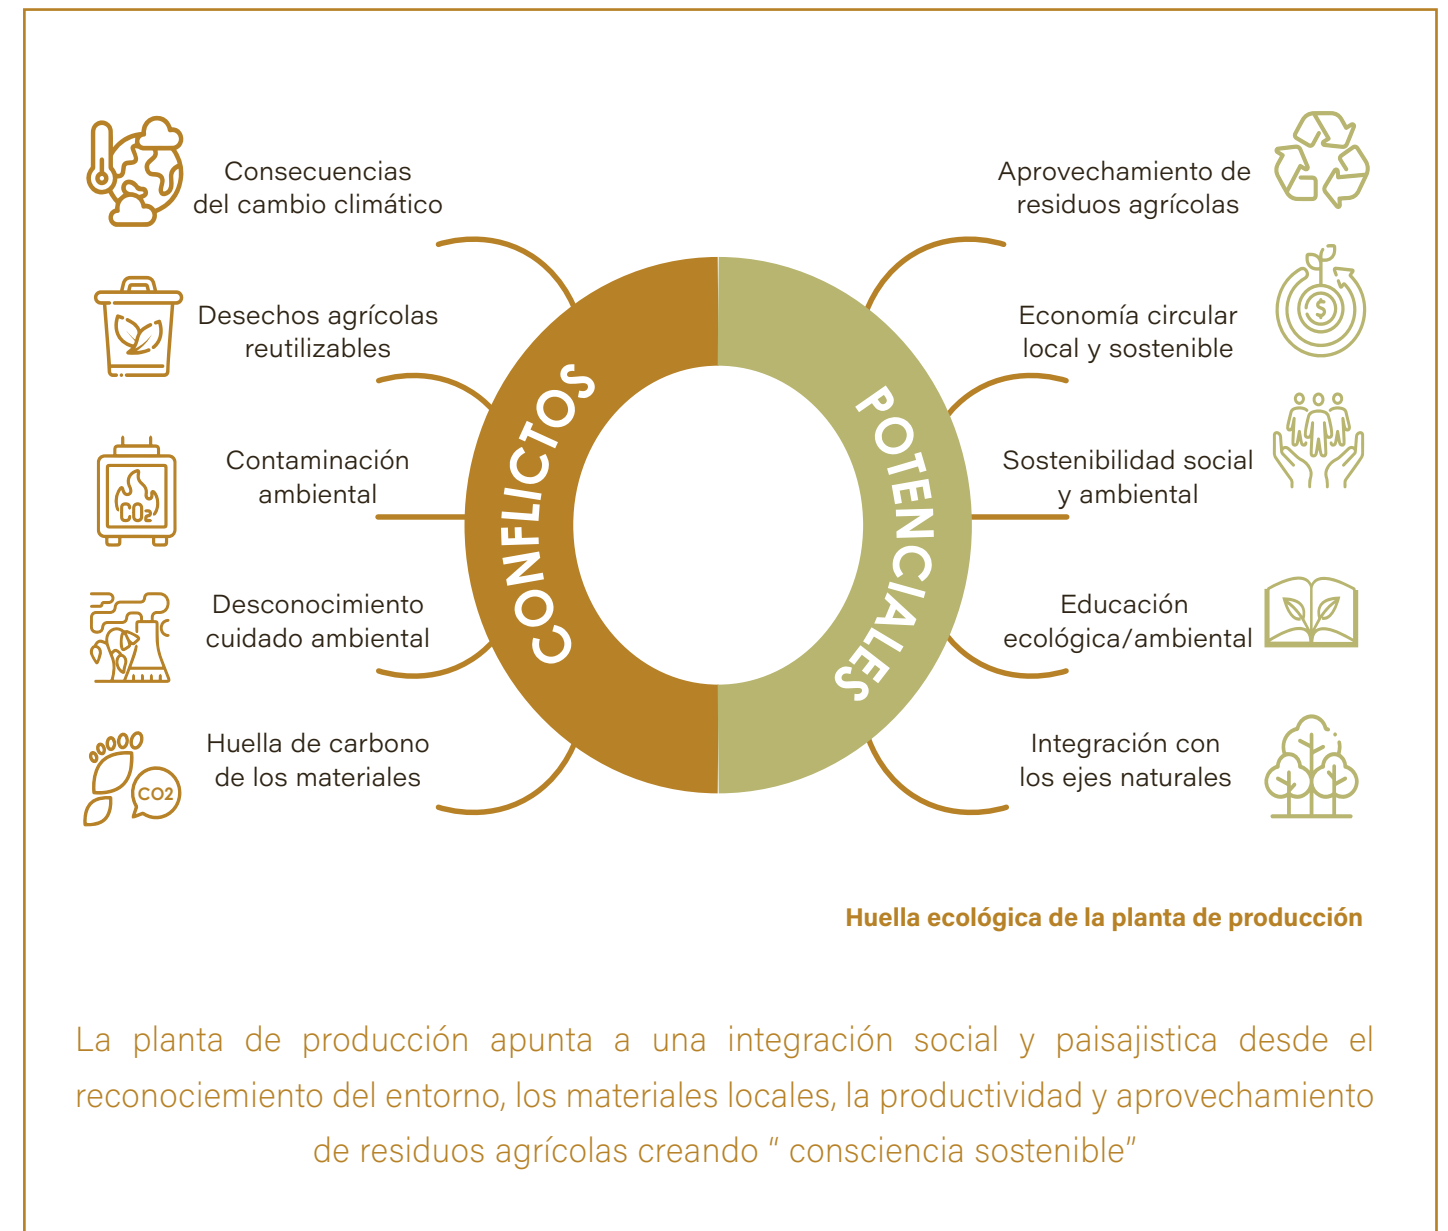 Consecuencias
del cambio climático
Desechos agrícolas
reutilizables
CO₂
Contaminación
ambiental
Desconocimiento
cuidado ambiental
CO2
Huella de carbono
de los materiales
CONFLICTOS
POTENCIALES
Aprovechamiento de
residuos agrícolas
Economía circular
local y sostenible
$
Sostenibilidad social
y ambiental
Educación
ecológica/ambiental
Integración con
los ejes naturales
Huella ecológica de la planta de producción
La planta de producción apunta a una integración social y paisajistica desde el
reconociemiento del entorno, los materiales locales, la productividad y aprovechamiento
de residuos agrícolas creando “ consciencia sostenible”